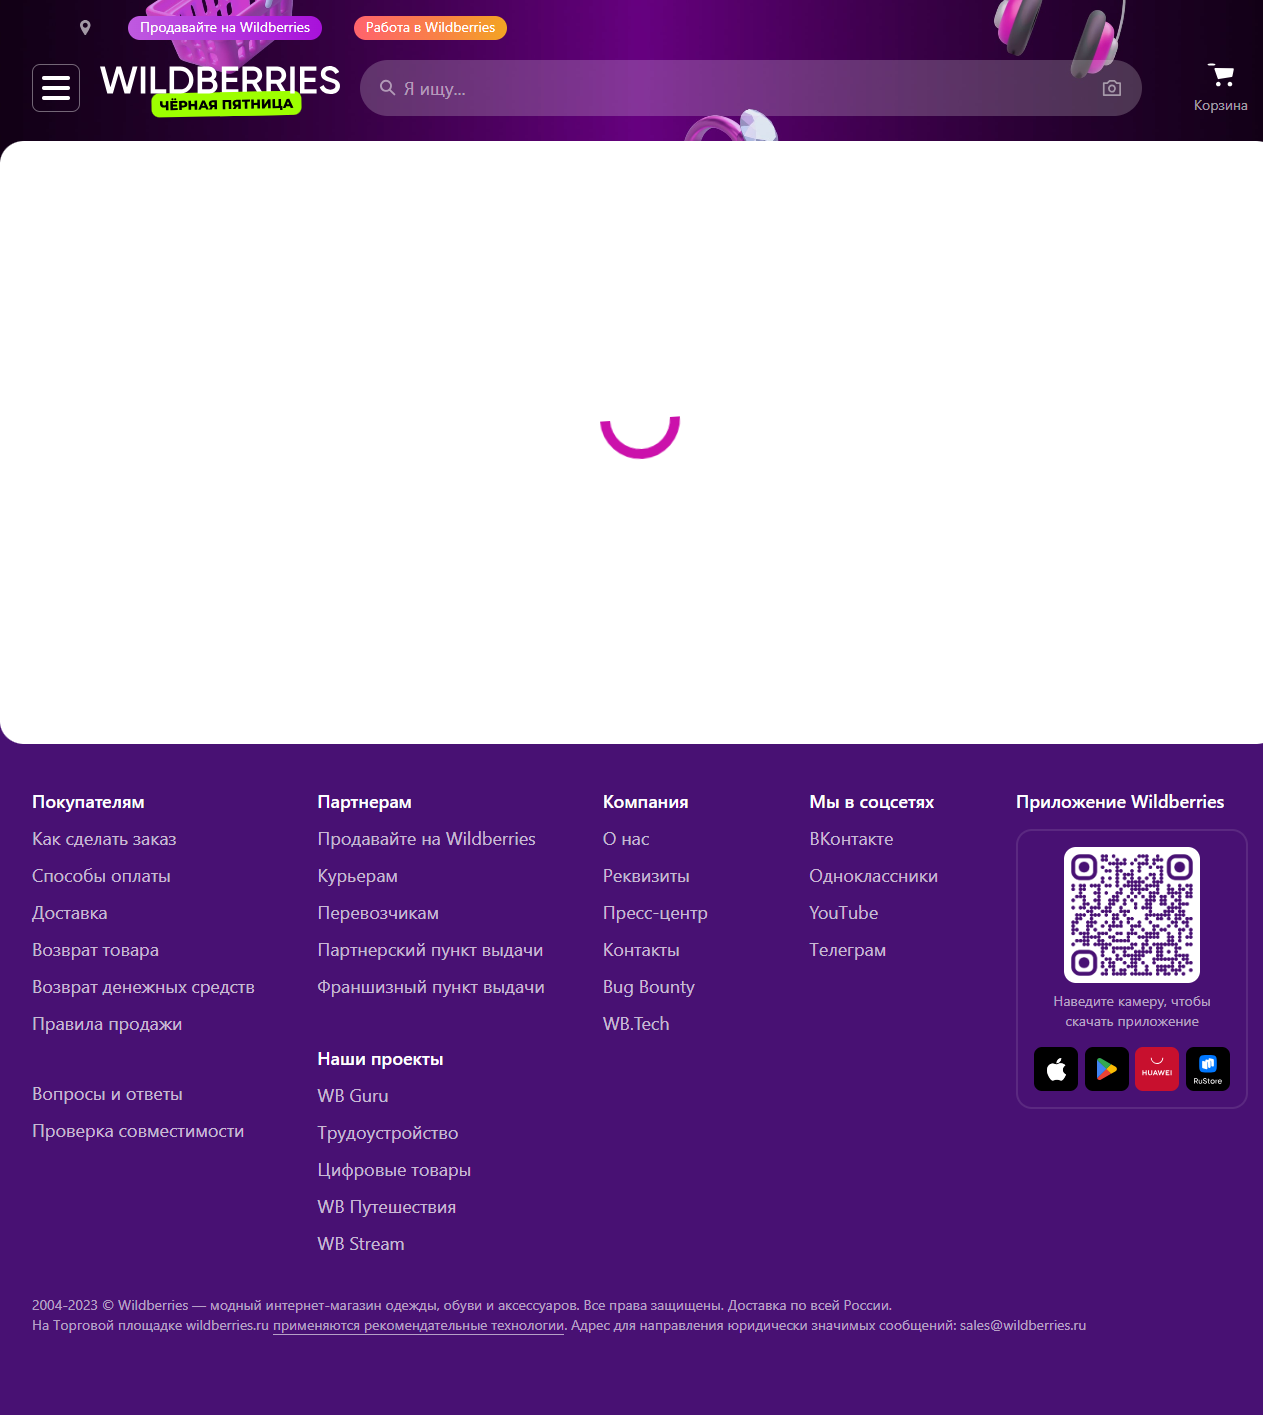 Продавайте на Wildberries
Работа в Wildberries
WILDBERRIES
ЧЁРНАЯ ПЯТНИЦА
Я ищу...
Корзина
Покупателям
Как сделать заказ
Способы оплаты
Доставка
Возврат товара
Возврат денежных средств
Правила продажи
Вопросы и ответы
Проверка совместимости
Партнерам
Продавайте на Wildberries
Курьерам
Перевозчикам
Партнерский пункт выдачи
Франшизный пункт выдачи
Наши проекты
WB Guru
Трудоустройство
Цифровые товары
WB Путешествия
WB Stream
Компания
О нас
Реквизиты
Пресс-центр
Контакты
Bug Bounty
WB.Tech
Мы в соцсетях
ВКонтакте
Одноклассники
YouTube
Телеграм
Приложение Wildberries
Наведите камеру, чтобы
скачать приложение
HUAWEI
RuStore
2004-2023 © Wildberries — модный интернет-магазин одежды, обуви и аксессуаров. Все права защищены. Доставка по всей России.
На Торговой площадке wildberries.ru применяются рекомендательные технологии. Адрес для направления юридически значимых сообщений: sales@wildberries.ru